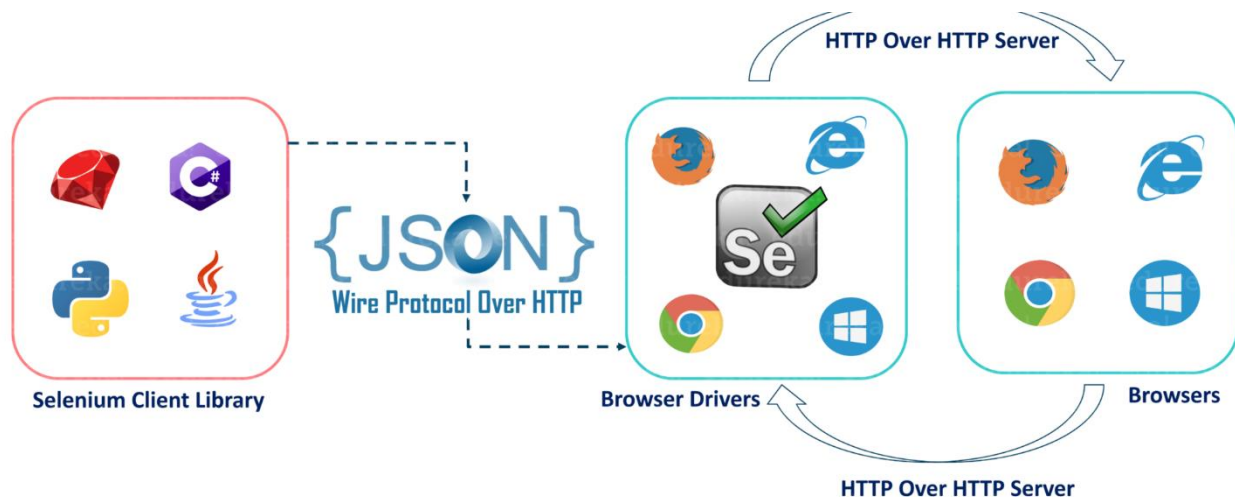 HTTP Over HTTP Server
C#
{JSON}
Wire Protocol Over HTTP
Se
Selenium Client Library
Browser Drivers
Browsers
HTTP Over HTTP Server